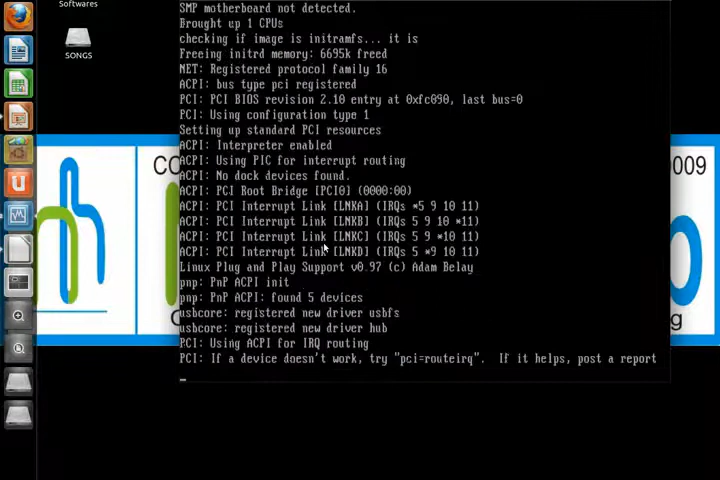 Softwares
SONGS
SMP motherboard not detected.
Brought up 1 CPUs
checking if image is initramfs... it is
Freeing initrd memory: 6695k freed
NET: Registered protocol family 16
ACPI: bus type pci registered
PCI: PCI BIOS revision 2.10 entry at 0xfc090, last bus=0
PCI: Using configuration type 1
Setting up standard PCI resources
ACPI: Interpreter enabled
ACPI: Using PIC for interrupt routing
ACPI: No dock devices found.
ACPI: PCI Root Bridge [PCI0] (0000:00)
ACPI: PCI Interrupt Link [LNKA] (IRQs *5 9 10 11)
ACPI: PCI Interrupt Link [LNKB] (IRQs 5 9 10 *11)
ACPI: PCI Interrupt Link [LNKC] (IRQs 5 9 *10 11)
ACPI: PCI Interrupt Link [LNKD] (IRQs 5 *9 10 11)
Linux Plug and Play Support v0.97 (c) Adam Belay
pnp: PnP ACPI init
pnp: PnP ACPI: found 5 devices
usbcore: registered new driver usbfs
usbcore: registered new driver hub
PCI: Using ACPI for IRQ routing
PCI: If a device doesn't work, try "pci=routeirq".  If it helps, post a report
CO
009
g